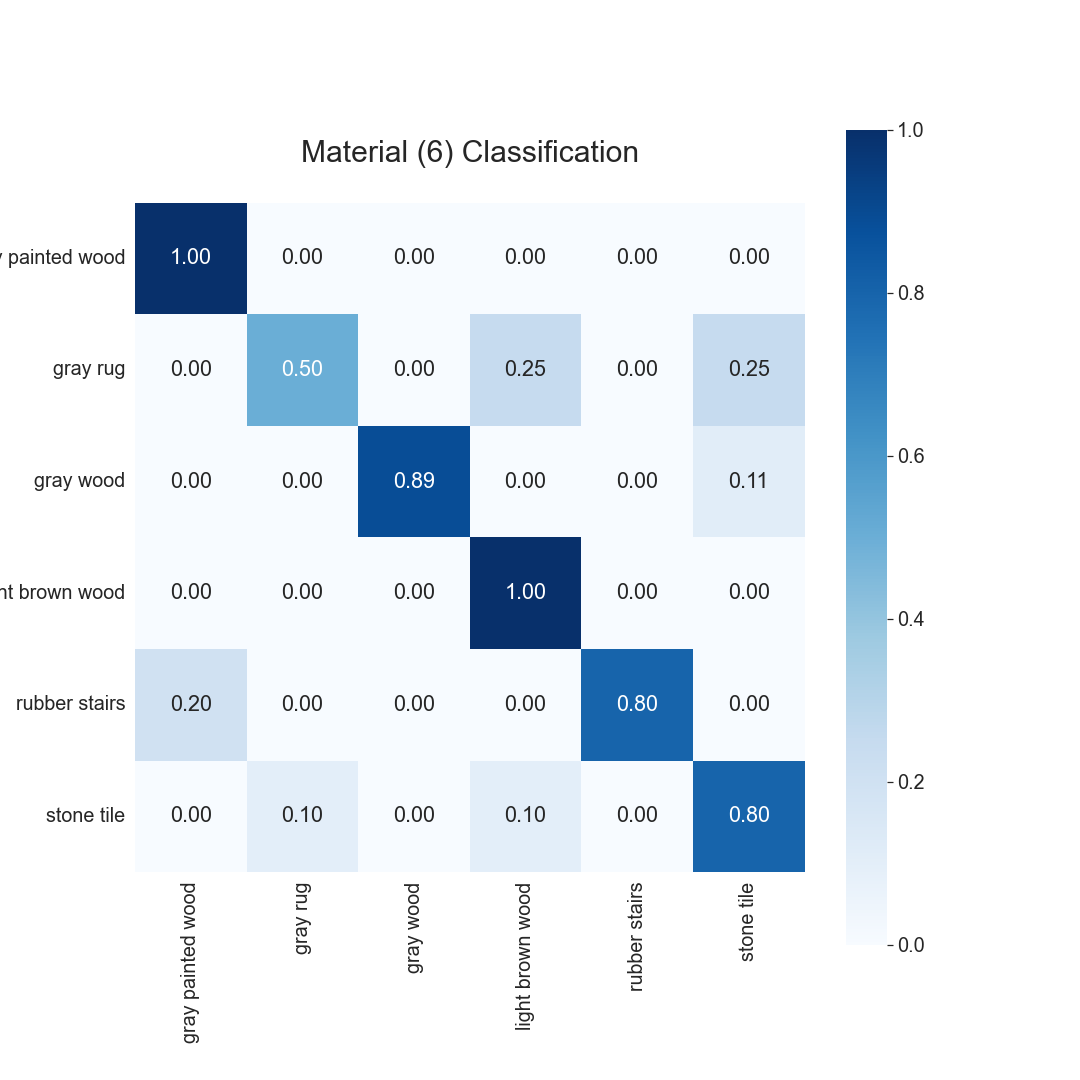 Material (6) Classification
1.0
painted wood 1.00 0.00 0.00 0.00 0.00 0.00
0.8
gray rug 0.00 0.50 0.00 0.25 0.00 0.25
gray wood 0.00 0.00 0.89 0.00 0.00 0.11
0.6
brown wood 0.00 0.00 0.00 1.00 0.00 0.00
0.4
rubber stairs 0.20 0.00 0.00 0.00 0.80 0.00
0.2
stone tile 0.00 0.10 0.00 0.10 0.00 0.80
0.0
gray painted wood
gray rug
gray wood
light brown wood
rubber stairs
stone tile